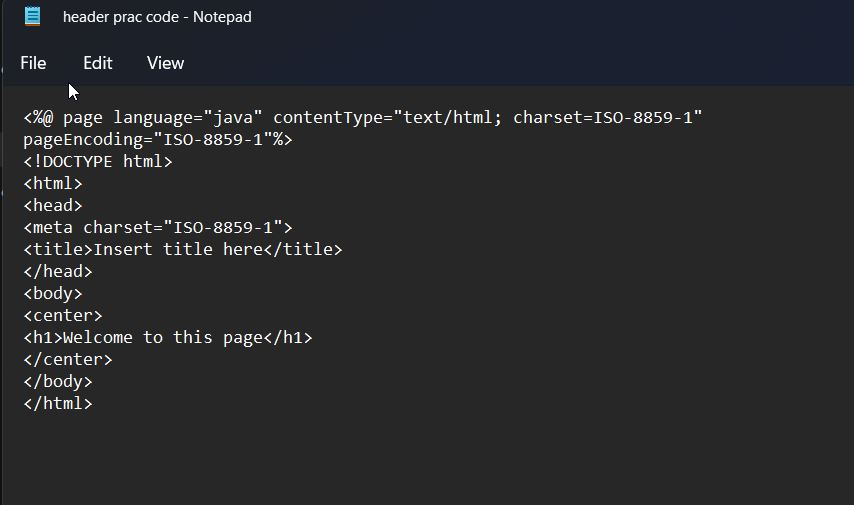 header prac code - Notepad
File Edit View
<%@ page language="java" contentType="text/html; charset=ISO-8859-1"
pageEncoding="ISO-8859-1"%>
<!DOCTYPE html>
<html>
<head>
<meta charset="ISO-8859-1">
<title>Insert title here</title>
</head>
<body>
<center>
<h1>Welcome to this page</h1>
</center>
</body>
</html>